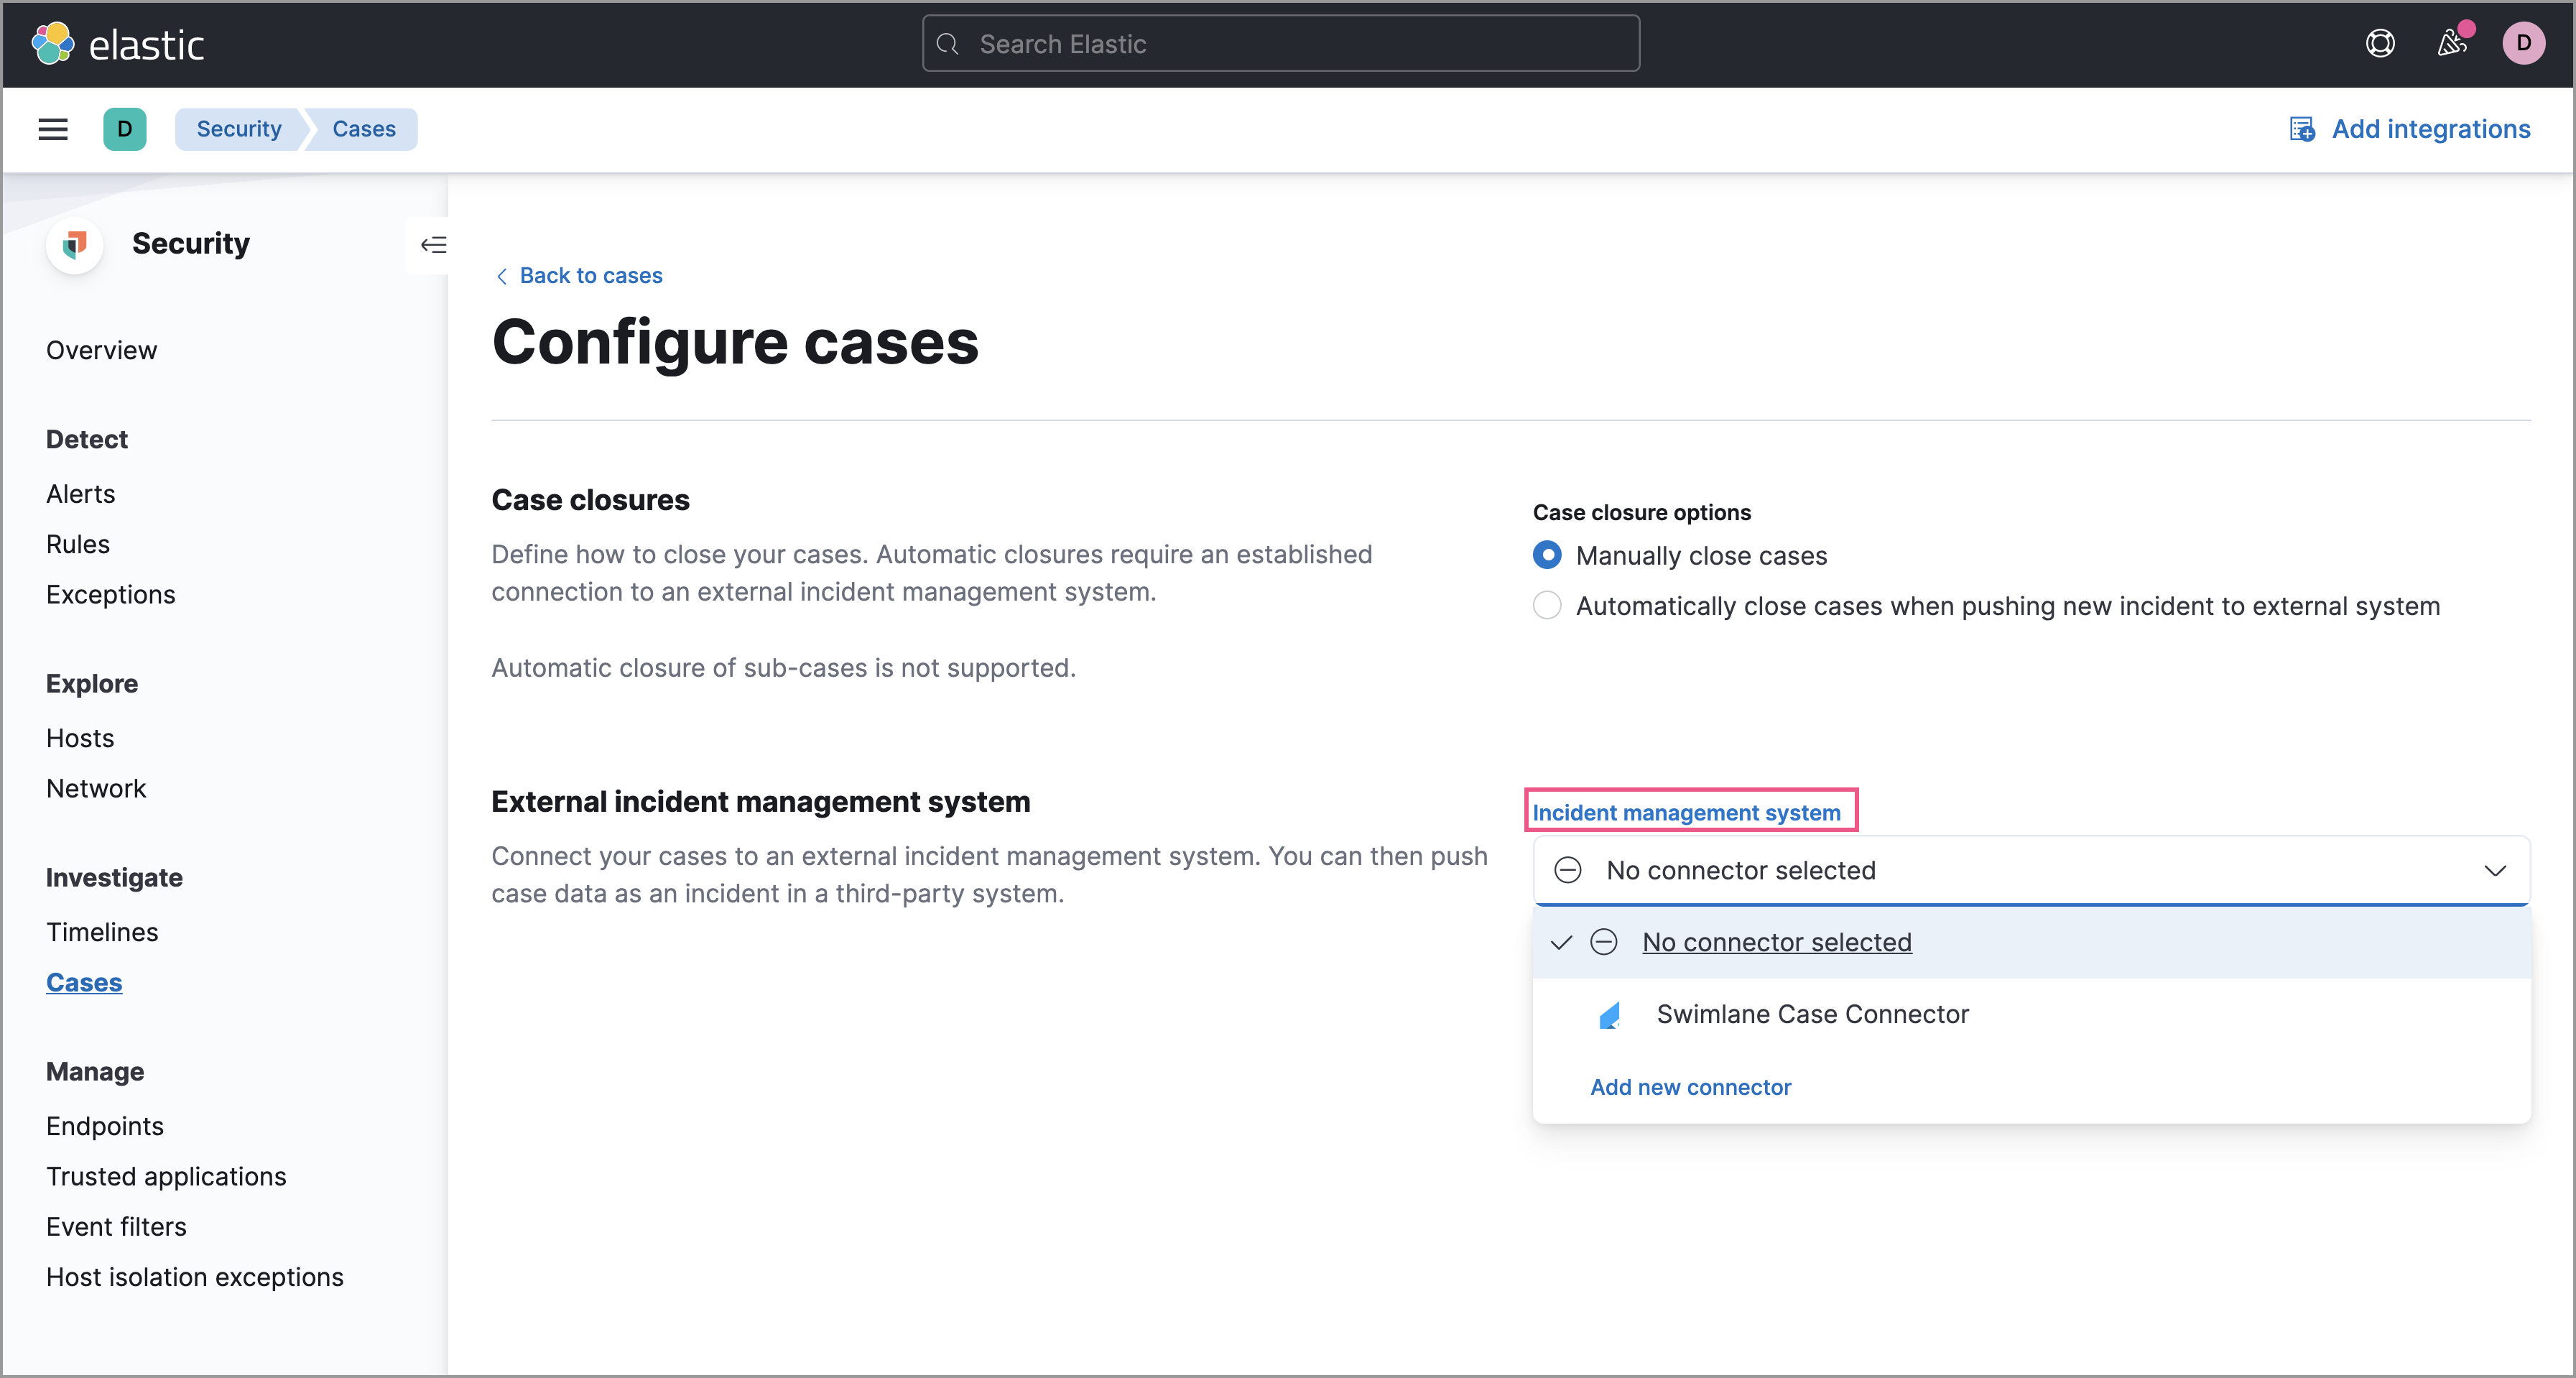 elastic
Search Elastic
D
D
Security
Cases
Add integrations
Security
Overview
Detect
Alerts
Rules
Exceptions
Explore
Hosts
Network
Investigate
Timelines
Cases
Manage
Endpoints
Trusted applications
Event filters
Host isolation exceptions
Back to cases
Configure cases
Case closures
Define how to close your cases. Automatic closures require an established
connection to an external incident management system.
Automatic closure of sub-cases is not supported.
Case closure options
Manually close cases
Automatically close cases when pushing new incident to external system
External incident management system
Connect your cases to an external incident management system. You can then push
case data as an incident in a third-party system.
Incident management system
No connector selected
No connector selected
Swimlane Case Connector
Add new connector